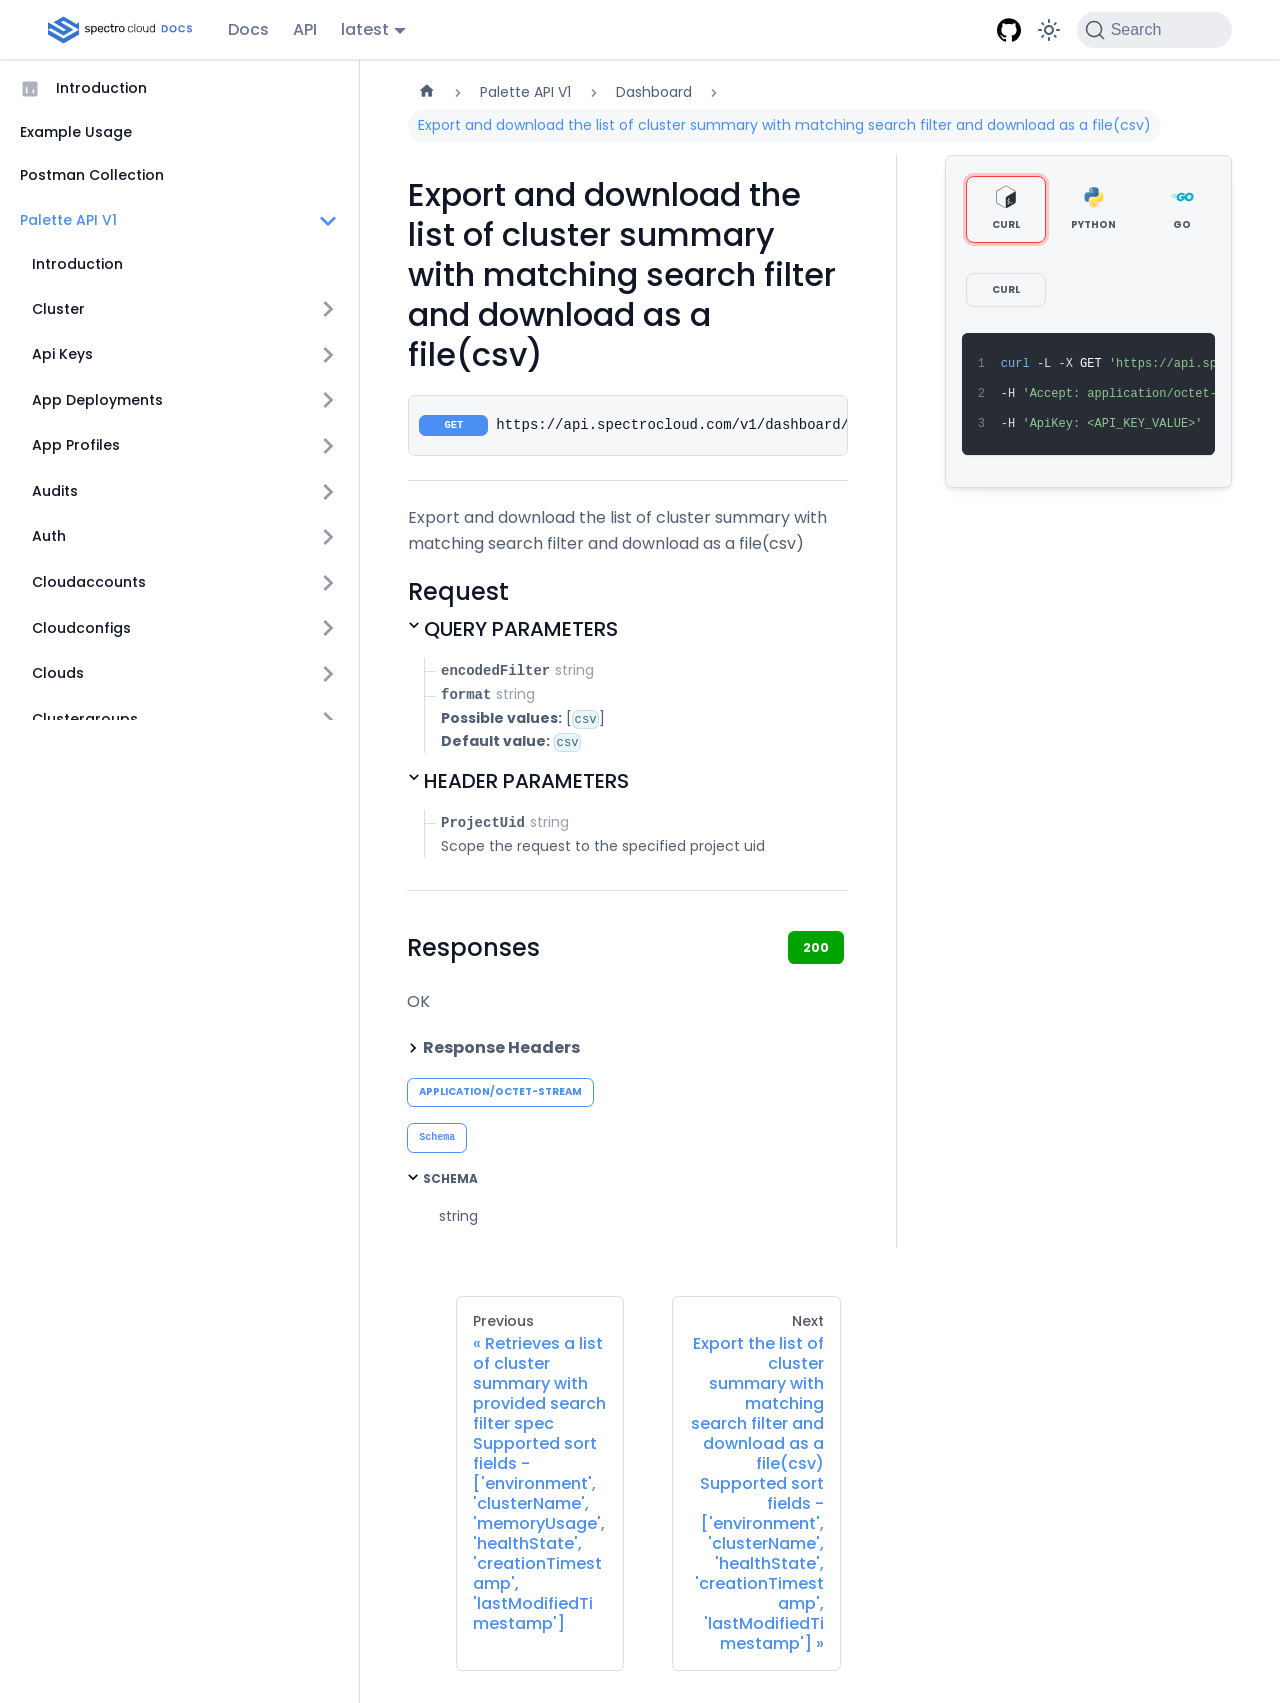 spectro cloud DOCS
Docs
API
latest
Search
Introduction
Example Usage
Postman Collection
Palette API V1
Introduction
Cluster
Api Keys
App Deployments
App Profiles
Audits
Auth
Cloudaccounts
Cloudconfigs
Clouds
Clustergroups
Palette API V1
Dashboard
Export and download the list of cluster summary with matching search filter and download as a file(csv)
Export and download the
list of cluster summary
with matching search filter
and download as a
file(csv)
GET https://api.spectrocloud.com/v1/dashboard/
Export and download the list of cluster summary with
matching search filter and download as a file(csv)
Request
QUERY PARAMETERS
encodedFilter string
format string
Possible values: [csv]
Default value: csv
HEADER PARAMETERS
ProjectUid string
Scope the request to the specified project uid
Responses
200
OK
Response Headers
APPLICATION/OCTET-STREAM
Schema
SCHEMA
string
CURL
PYTHON
GO
CURL
1 curl -L -X GET 'https://api.sp
2 -H 'Accept: application/octet-
3 -H 'ApiKey: <API_KEY_VALUE>'
Previous
« Retrieves a list
of cluster
summary with
provided search
filter spec
Supported sort
fields -
['environment',
'clusterName',
'memoryUsage',
'healthState',
'creationTimest
amp',
'lastModifiedTi
mestamp']
Next
Export the list of
cluster
summary with
matching
search filter and
download as a
file(csv)
Supported sort
fields -
['environment',
'clusterName',
'healthState',
'creationTimest
amp',
'lastModifiedTi
mestamp'] »